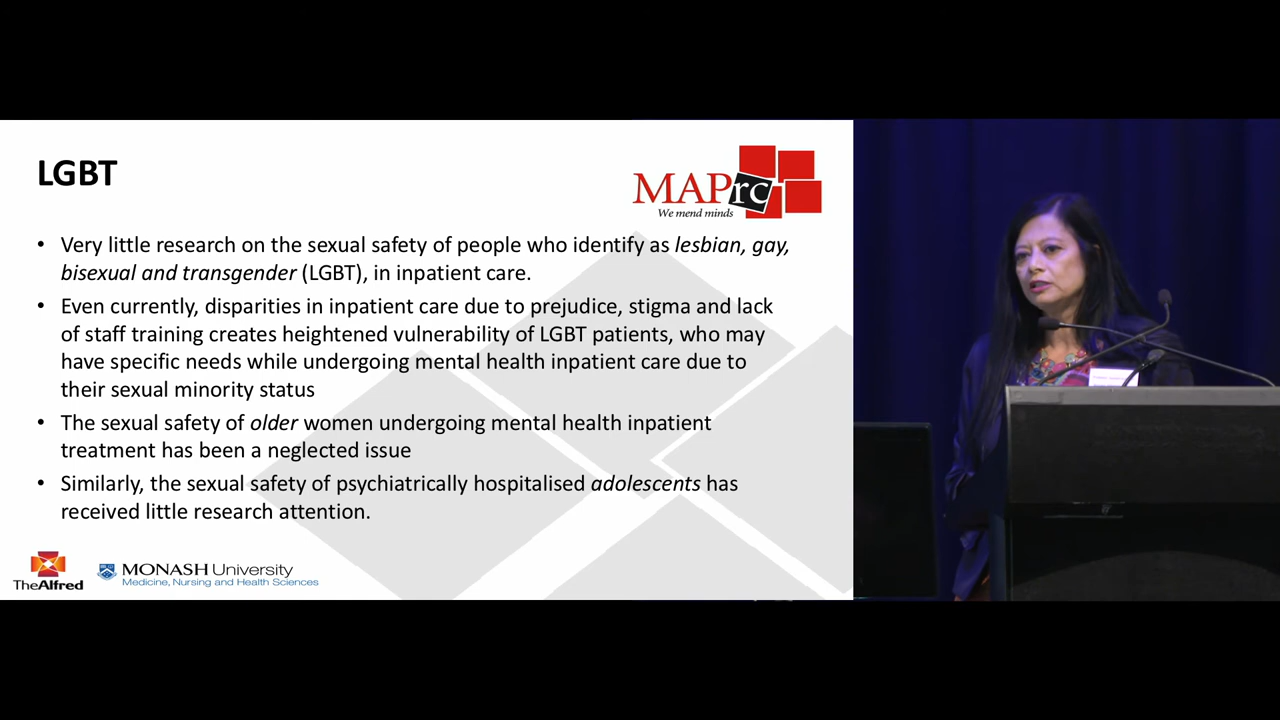 LGBT
MAPrc
We mend minds
• Very little research on the sexual safety of people who identify as lesbian, gay,
bisexual and transgender (LGBT), in inpatient care.
• Even currently, disparities in inpatient care due to prejudice, stigma and lack
of staff training creates heightened vulnerability of LGBT patients, who may
have specific needs while undergoing mental health inpatient care due to
their sexual minority status
• The sexual safety of older women undergoing mental health inpatient
treatment has been a neglected issue
• Similarly, the sexual safety of psychiatrically hospitalised adolescents has
received little research attention.
TheAlfred
MONASH University
Medicine, Nursing and Health Sciences